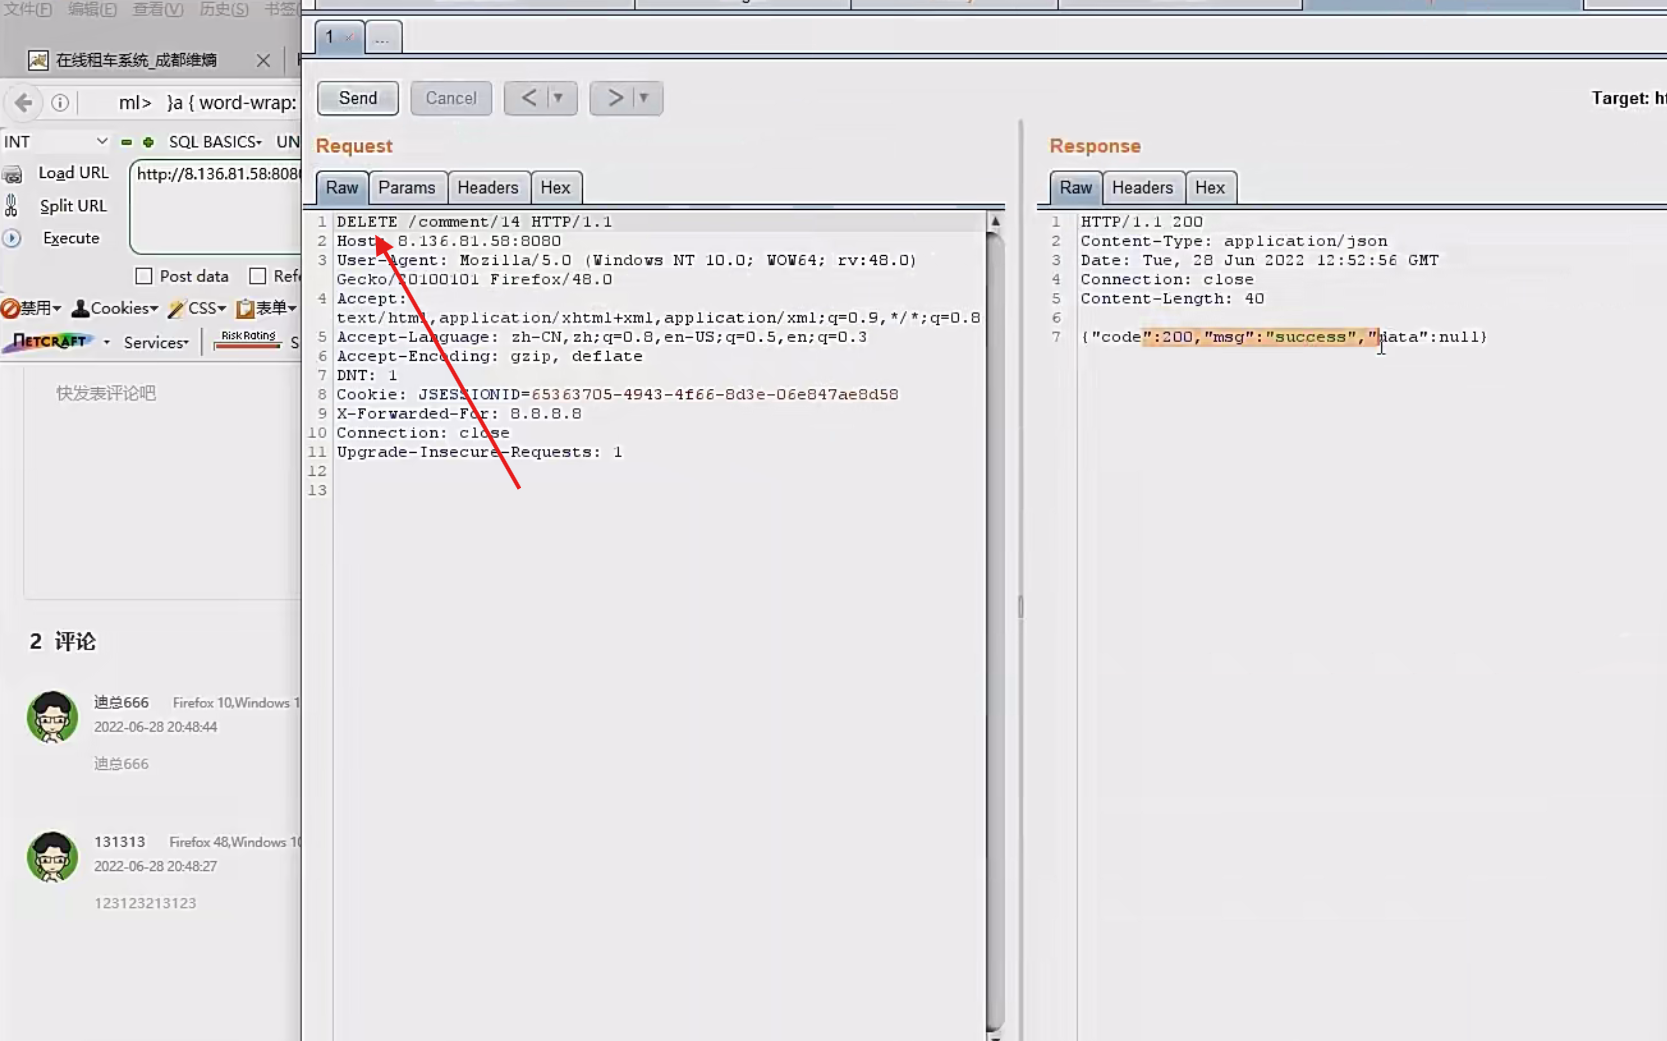 文件(F) 编辑(E) 查看(V) 历史(S) 书签
在线租车系统_成都维熵
ml> }a { word-wrap:
INT SQL BASICS UN
Load URL http://8.136.81.58:8080
Split URL
Execute
Post data Refe
禁用 Cookies CSS 表单
NETCRAFT Services Risk Rating S
快发表评论吧
2 评论
迪总666 Firefox 10,Windows 1
2022-06-28 20:48:44
迪总666
131313 Firefox 48,Windows 10
2022-06-28 20:48:27
123123213123
1 × ...
Send Cancel < >
Target: ht
Request
Raw Params Headers Hex
1 DELETE /comment/14 HTTP/1.1
2 Host: 8.136.81.58:8080
3 User-Agent: Mozilla/5.0 (Windows NT 10.0; WOW64; rv:48.0)
Gecko/20100101 Firefox/48.0
4 Accept:
text/html,application/xhtml+xml,application/xml;q=0.9,*/*;q=0.8
5 Accept-Language: zh-CN,zh;q=0.8,en-US;q=0.5,en;q=0.3
6 Accept-Encoding: gzip, deflate
7 DNT: 1
8 Cookie: JSESSIONID=65363705-4943-4f66-8d3e-06e847ae8d58
9 X-Forwarded-For: 8.8.8.8
10 Connection: close
11 Upgrade-Insecure-Requests: 1
12
13
Response
Raw Headers Hex
1 HTTP/1.1 200
2 Content-Type: application/json
3 Date: Tue, 28 Jun 2022 12:52:56 GMT
4 Connection: close
5 Content-Length: 40
6
7 {"code":200,"msg":"success","data":null}